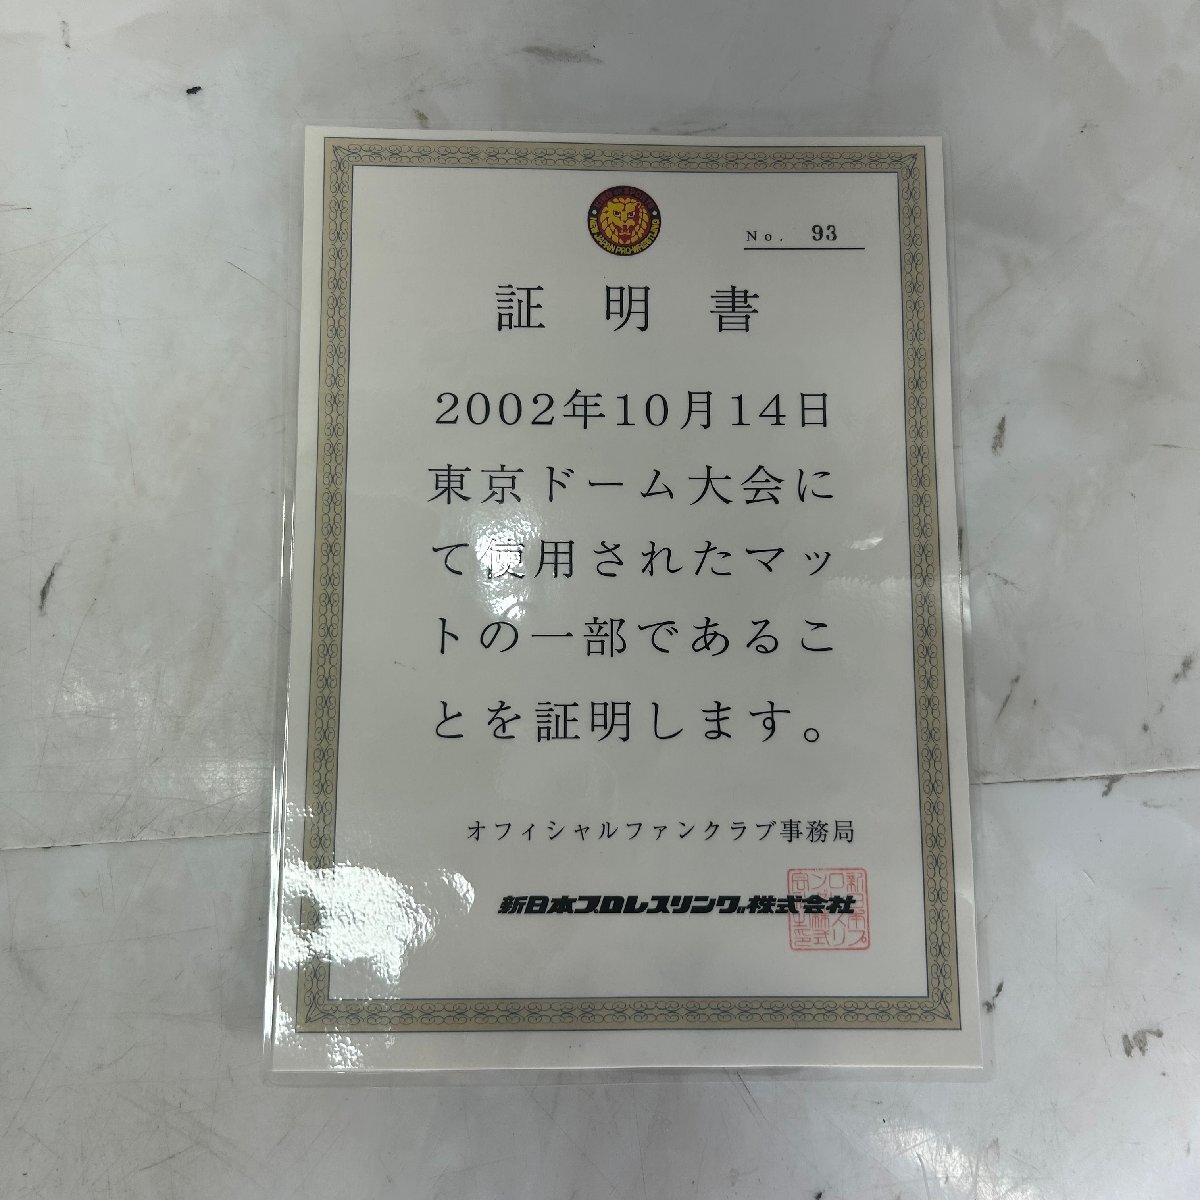 NEW JAPAN PRO-WRESTLING
No. 93
証明書
2002年10月14日
東京ドーム大会に
て使用されたマッ
トの一部であるこ
とを証明します。
オフィシャルファンクラブ事務局
新日本プロレスリング株式会社